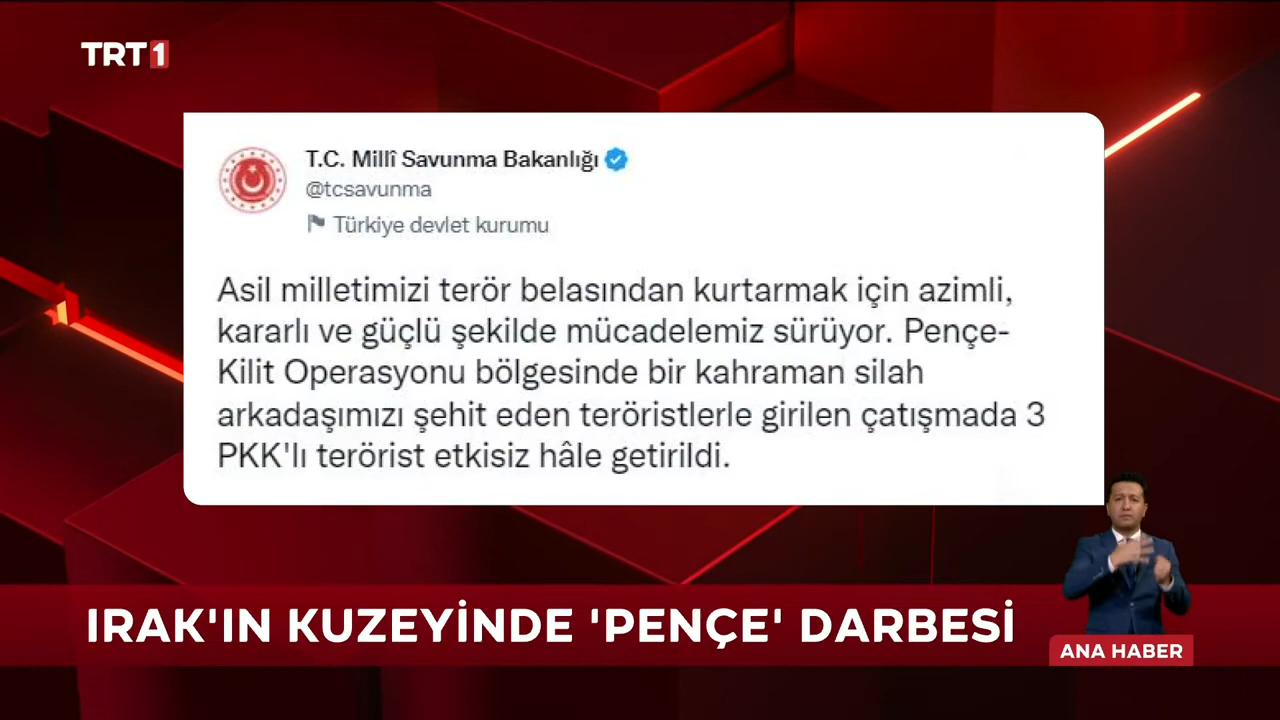 TRT1
T.C. Millî Savunma Bakanlığı
@tcsavunma
Türkiye devlet kurumu
Asil milletimizi terör belasından kurtarmak için azimli,
kararlı ve güçlü şekilde mücadelemiz sürüyor. Pençe-
Kilit Operasyonu bölgesinde bir kahraman silah
arkadaşımızı şehit eden teröristlerle girilen çatışmada 3
PKK'lı terörist etkisiz hâle getirildi.
IRAK'IN KUZEYİNDE 'PENÇE' DARBESİ
ANA HABER